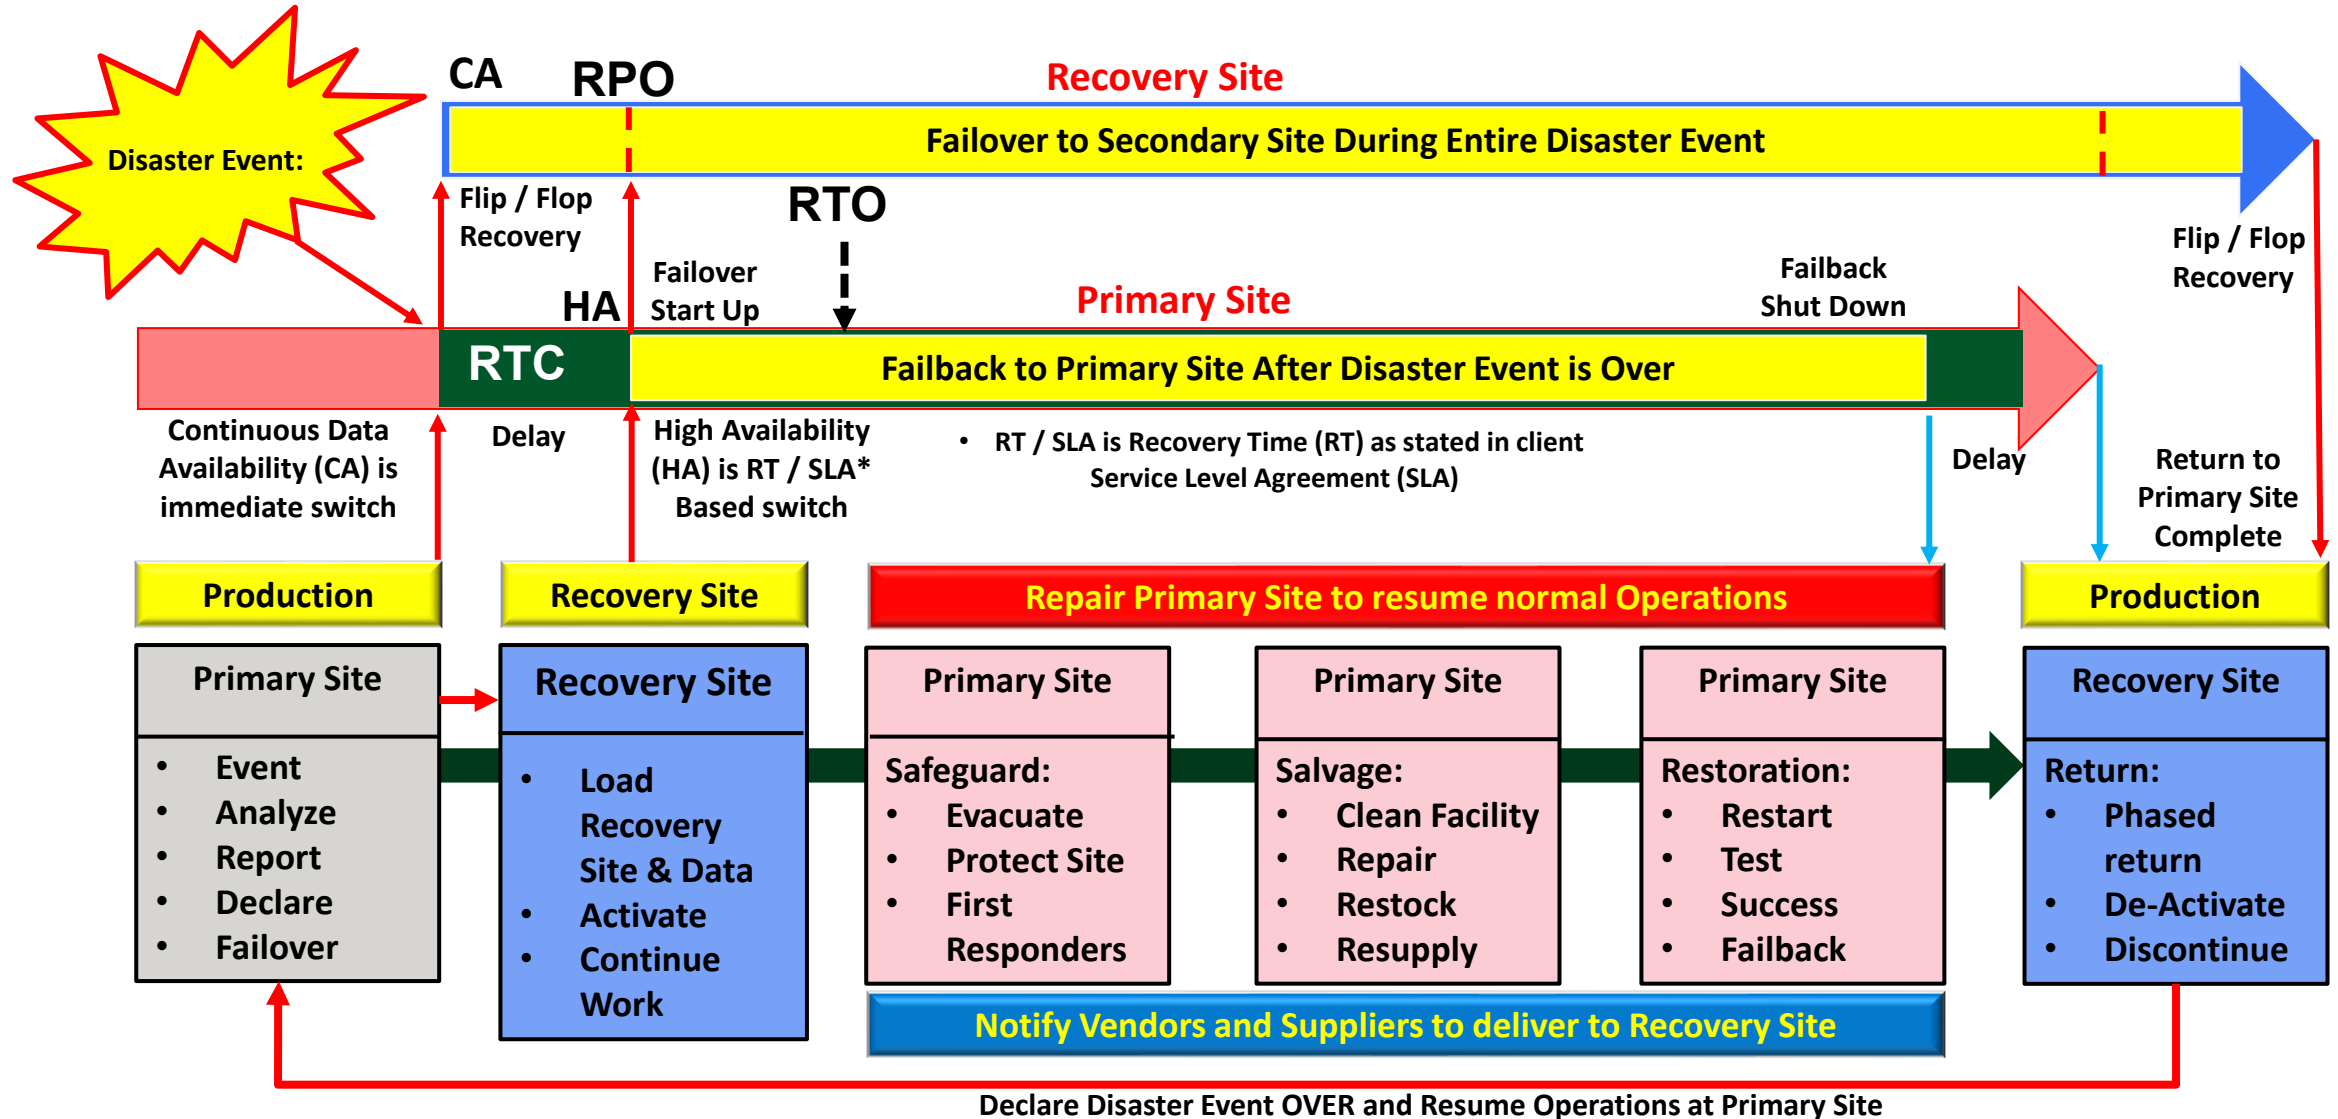 CA
RPO
Recovery Site
Disaster Event:
Failover to Secondary Site During Entire Disaster Event
Flip / Flop
Recovery
RTO
Flip / Flop
Recovery
HA
Failover
Start Up
Primary Site
Failback
Shut Down
RTC
Failback to Primary Site After Disaster Event is Over
Continuous Data
Availability (CA) is
immediate switch
Delay
High Availability
(HA) is RT / SLA*
Based switch
• RT / SLA is Recovery Time (RT) as stated in client
Service Level Agreement (SLA)
Delay
Return to
Primary Site
Complete
Production
Recovery Site
Repair Primary Site to resume normal Operations
Production
Primary Site
• Event
• Analyze
• Report
• Declare
• Failover
Recovery Site
• Load
Recovery
Site & Data
• Activate
• Continue
Work
Primary Site
Safeguard:
• Evacuate
• Protect Site
• First
Responders
Primary Site
Salvage:
• Clean Facility
• Repair
• Restock
• Resupply
Primary Site
Restoration:
• Restart
• Test
• Success
• Failback
Recovery Site
Return:
• Phased
return
• De-Activate
• Discontinue
Notify Vendors and Suppliers to deliver to Recovery Site
Declare Disaster Event OVER and Resume Operations at Primary Site